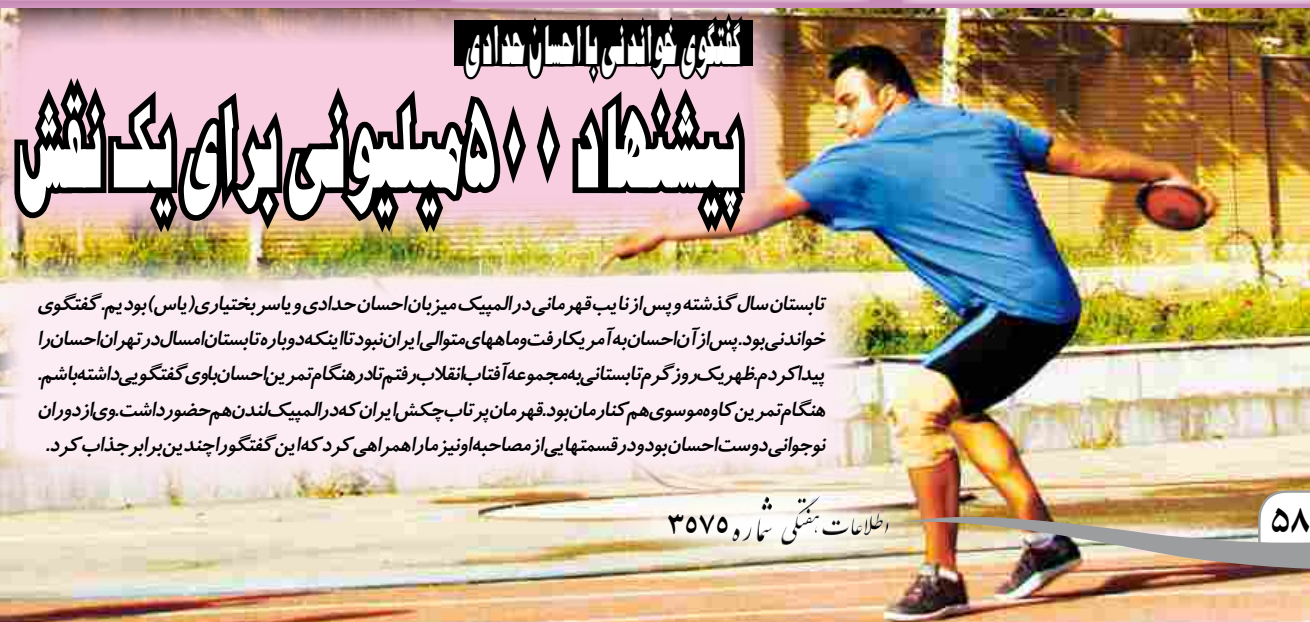 گفتگوی خواندنی با احسان حدادی
پیشنهاد ۵۰۰ میلیونی برای یک نقش
تابستان سال گذشته و پس از نایب قهرمانی در المپیک میزبان احسان حدادی و یاسر بختیاری (یاس) بودیم. گفتگوی
خواندنی بود. پس از آن احسان به آمریکا رفت و ماههای متوالی ایران نبود تا اینکه دوباره تابستان امسال در تهران احسان را
پیدا کردم. ظهر یک روز گرم تابستانی به مجموعه آفتاب انقلاب رفتم تا در هنگام تمرین احسان با وی گفتگویی داشته باشم.
هنگام تمرین کاوه موسوی هم کنارمان بود. قهرمان پرتاب چکش ایران که در المپیک لندن هم حضور داشت. وی از دوران
نوجوانی دوست احسان بود و در قسمتهایی از مصاحبه او نیز ما را همراهی کرد که این گفتگو را چندین برابر جذاب کرد.
اطلاعات هفتگی شماره ۳۵۷۵
۵۸